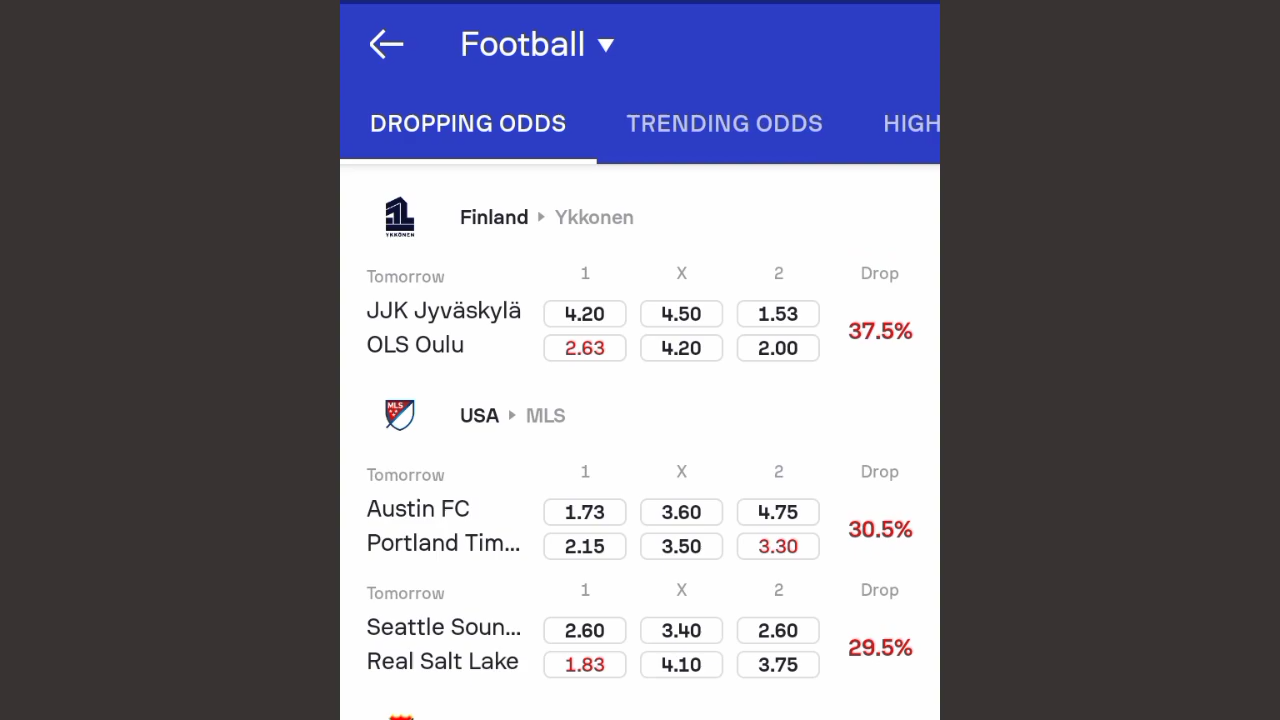 Football
DROPPING ODDS TRENDING ODDS HIGH
YKKÖNEN
Finland Ykkonen
Tomorrow 1 X 2 Drop
JJK Jyväskylä 4.20 4.50 1.53
37.5%
OLS Oulu 2.63 4.20 2.00
MLS
USA MLS
Tomorrow 1 X 2 Drop
Austin FC 1.73 3.60 4.75
30.5%
Portland Tim... 2.15 3.50 3.30
Tomorrow 1 X 2 Drop
Seattle Soun... 2.60 3.40 2.60
29.5%
Real Salt Lake 1.83 4.10 3.75